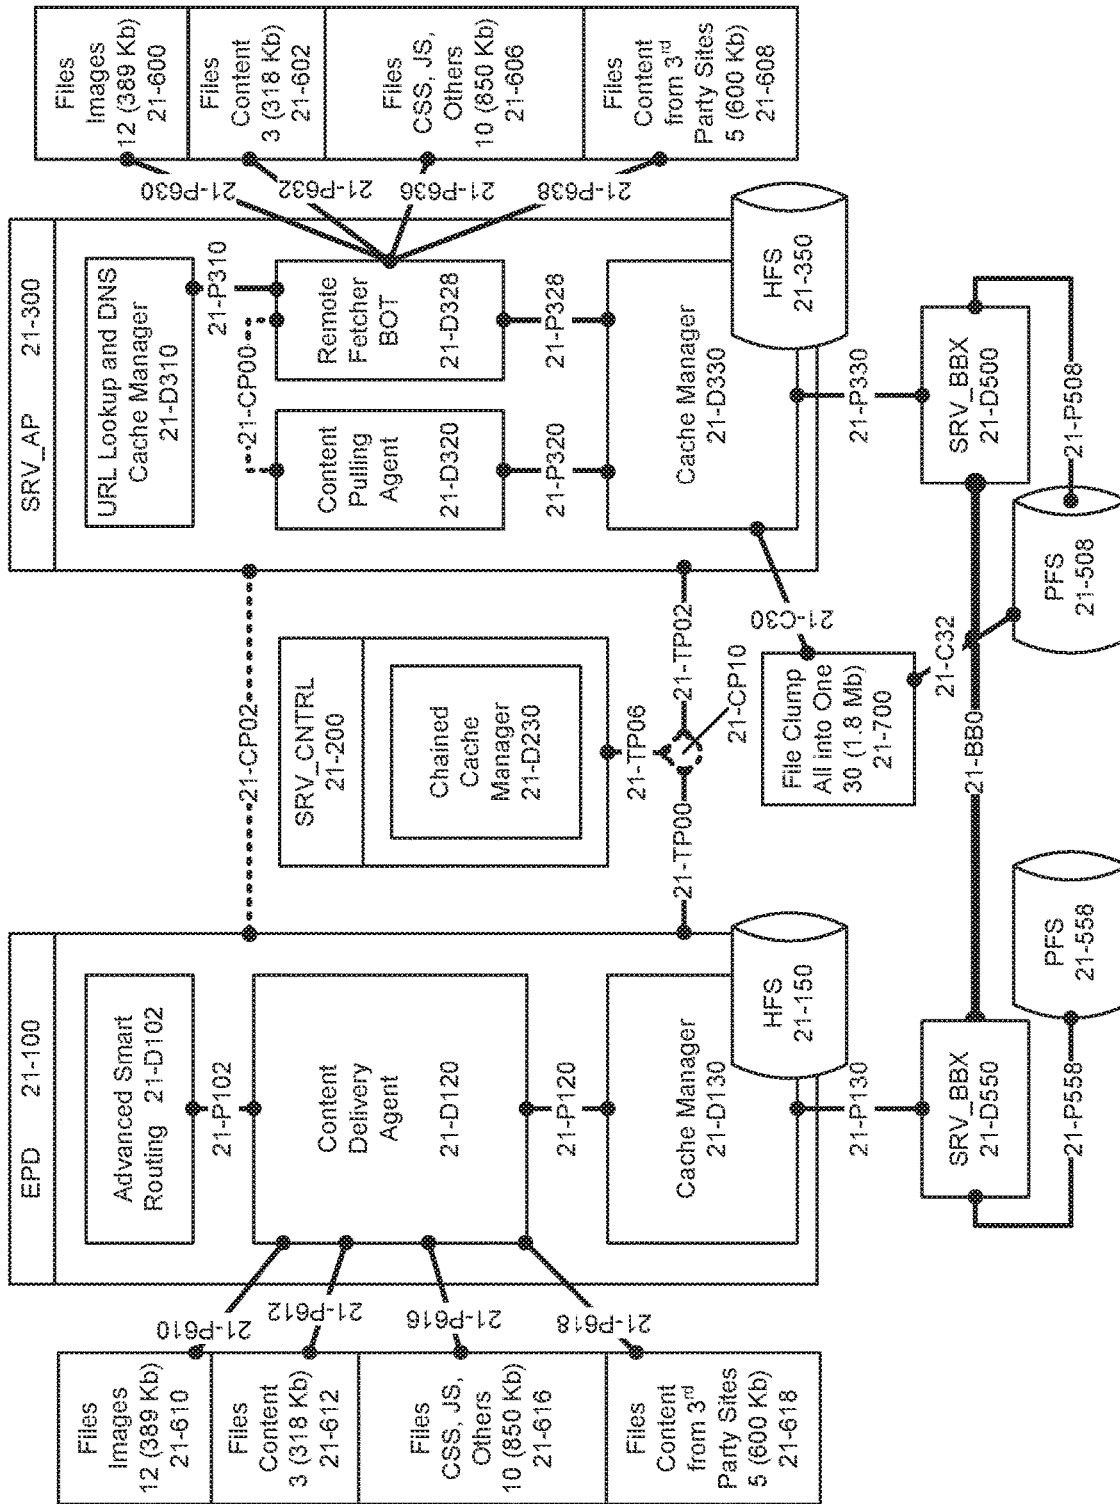 EPD 21-100
Advanced Smart
Routing 21-D102
21-P102
Content
Delivery
Agent
21-D120
21-P120
Cache Manager
21-D130
HFS
21-150
21-P130
SRV_BBX
21-D550
21-P558
PFS
21-558
Files
Images
12 (389 Kb)
21-610
Files
Content
3 (318 Kb)
21-612
Files
CSS, JS,
Others
10 (850 Kb)
21-616
Files
Content
from 3rd
Party Sites
5 (600 Kb)
21-618
21-P610
21-P612
21-P616
21-P618
21-CP02
SRV_CNTRL
21-200
Chained
Cache
Manager
21-D230
21-TP06
21-TP00
21-TP02
21-CP10
File Clump
All into One
30 (1.8 Mb)
21-700
21-C30
21-C32
21-BB0
SRV_AP 21-300
URL Lookup and DNS
Cache Manager
21-D310
21-P310
21-CP00
Content
Pulling
Agent
21-D320
Remote
Fetcher
BOT
21-D328
21-P320
21-P328
Cache Manager
21-D330
HFS
21-350
21-P330
SRV_BBX
21-D500
21-P508
PFS
21-508
21-P630
21-P632
21-P636
21-P638
Files
Images
12 (389 Kb)
21-600
Files
Content
3 (318 Kb)
21-602
Files
CSS, JS,
Others
10 (850 Kb)
21-606
Files
Content
from 3rd
Party Sites
5 (600 Kb)
21-608